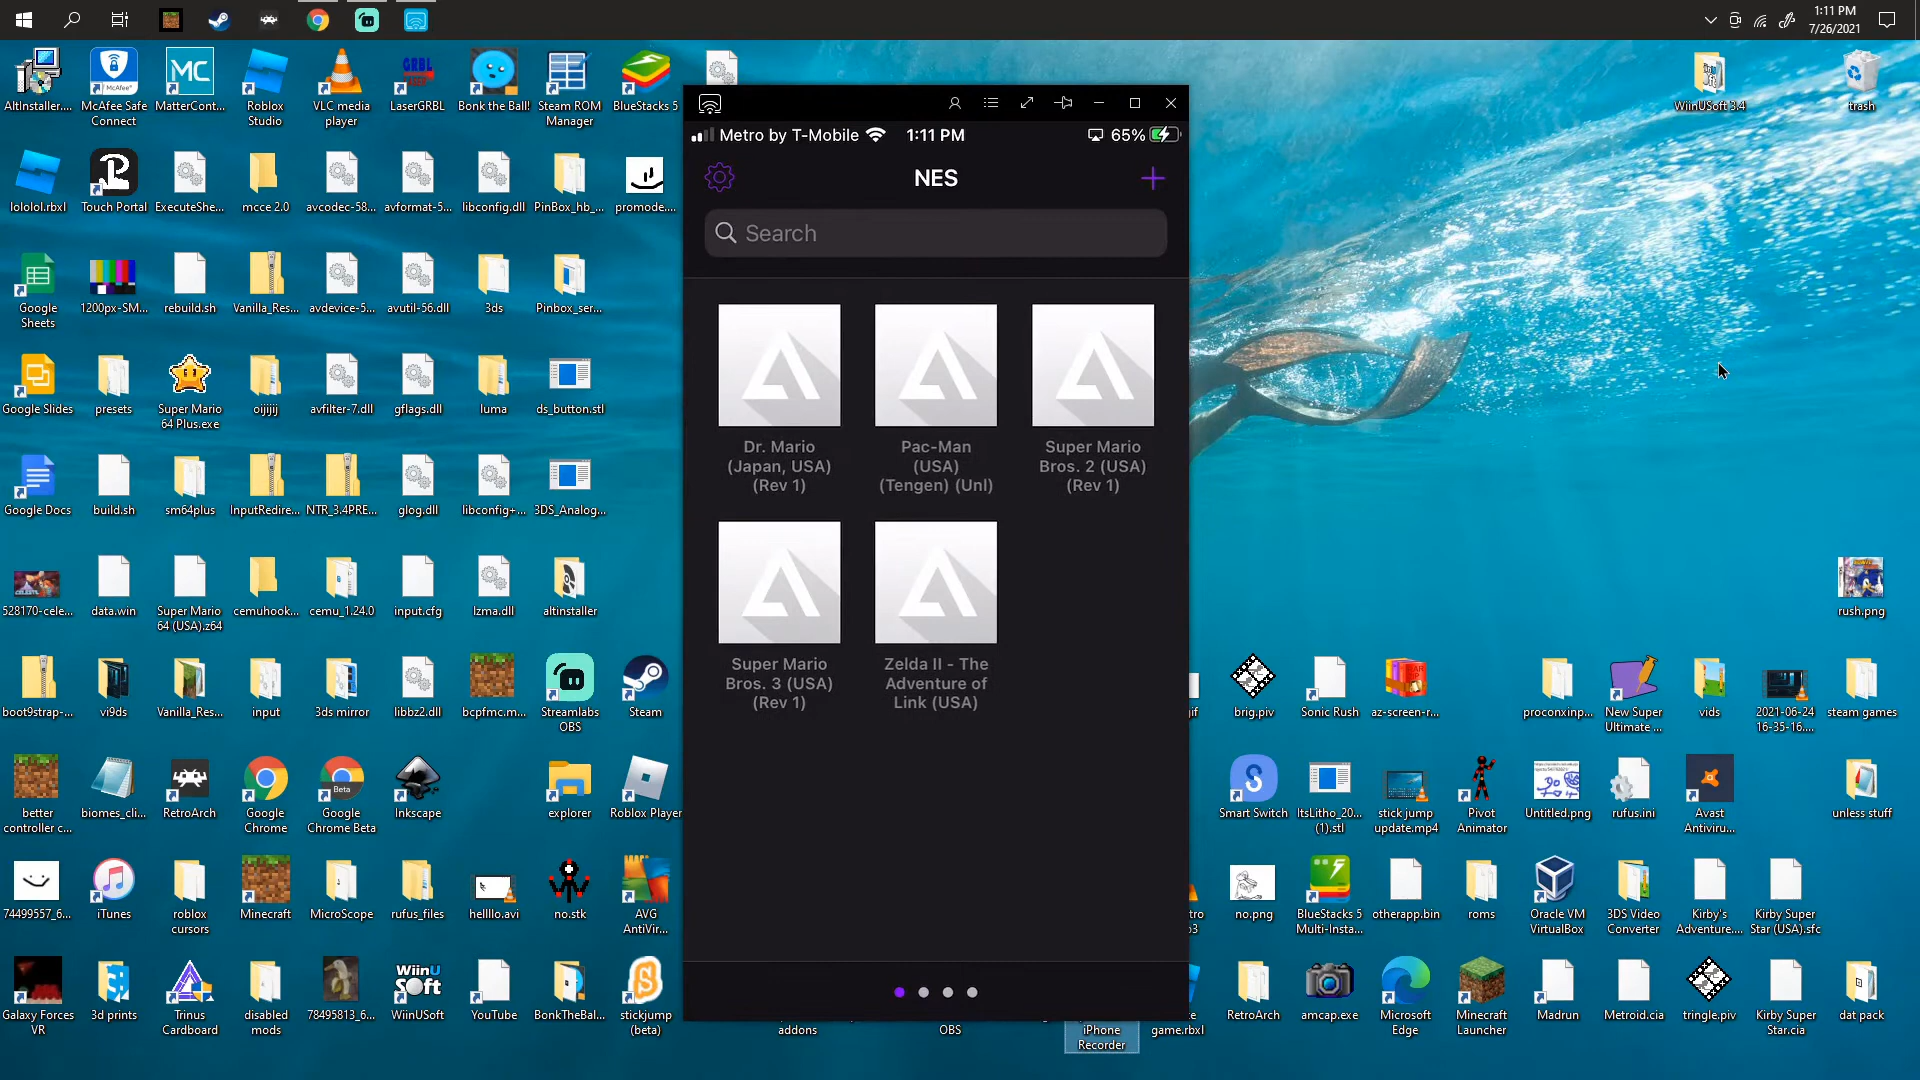 1:11 PM
7/26/2021
AltInstaller....
McAfee Safe
Connect
MC
MatterCont...
Roblox
Studio
VLC media
player
GRBL
LaserGRBL
Bonk the Ball!
Steam ROM
Manager
BlueStacks 5
WiinUSoft 3.4
trash
lololol.rbxl
Touch Portal
ExecuteShe...
mcce 2.0
avcodec-58...
avformat-5...
libconfig.dll
PinBox_hb_...
promode....
Google
Sheets
1200px-SM...
rebuild.sh
Vanilla_Res...
avdevice-5...
avutil-56.dll
3ds
Pinbox_ser...
Google Slides
presets
Super Mario
64 Plus.exe
oijijij
avfilter-7.dll
gflags.dll
luma
ds_button.stl
Google Docs
build.sh
sm64plus
InputRedire...
NTR_3.4PRE...
glog.dll
libconfig+...
3DS_Analog...
528170-cele...
data.win
Super Mario
64 (USA).z64
cemuhook...
cemu_1.24.0
input.cfg
lzma.dll
altinstaller
boot9strap-...
vi9ds
Vanilla_Res...
input
3ds mirror
libbz2.dll
bcpfmc.m...
Streamlabs
OBS
Steam
better
controller c...
biomes_cli...
RetroArch
Google
Chrome
Beta
Google
Chrome Beta
Inkscape
explorer
Roblox Player
74499557_6...
iTunes
roblox
cursors
Minecraft
MicroScope
rufus_files
hellllo.avi
no.stk
AVG
AntiVir...
Galaxy Forces
VR
3d prints
Trinus
Cardboard
disabled
mods
78495813_6...
WiinU
Soft
WiinUSoft
YouTube
BonkTheBal...
stickjump
(beta)
Metro by T-Mobile
1:11 PM
65%
NES
Search
Dr. Mario
(Japan, USA)
(Rev 1)
Pac-Man
(USA)
(Tengen) (Unl)
Super Mario
Bros. 2 (USA)
(Rev 1)
Super Mario
Bros. 3 (USA)
(Rev 1)
Zelda II - The
Adventure of
Link (USA)
addons
OBS
iPhone
Recorder
game.rbxl
rush.png
brig.piv
Sonic Rush
az-screen-r...
proconxinp...
New Super
Ultimate ...
vids
2021-06-24
16-35-16....
steam games
Smart Switch
ItsLitho_20...
(1).stl
stick jump
update.mp4
Pivot
Animator
Untitled.png
rufus.ini
Avast
Antiviru...
unless stuff
no.png
BlueStacks 5
Multi-Insta...
otherapp.bin
roms
Oracle VM
VirtualBox
3DS Video
Converter
Kirby's
Adventure....
Kirby Super
Star (USA).sfc
RetroArch
amcap.exe
Microsoft
Edge
Minecraft
Launcher
Madrun
Metroid.cia
tringle.piv
Kirby Super
Star.cia
dat pack